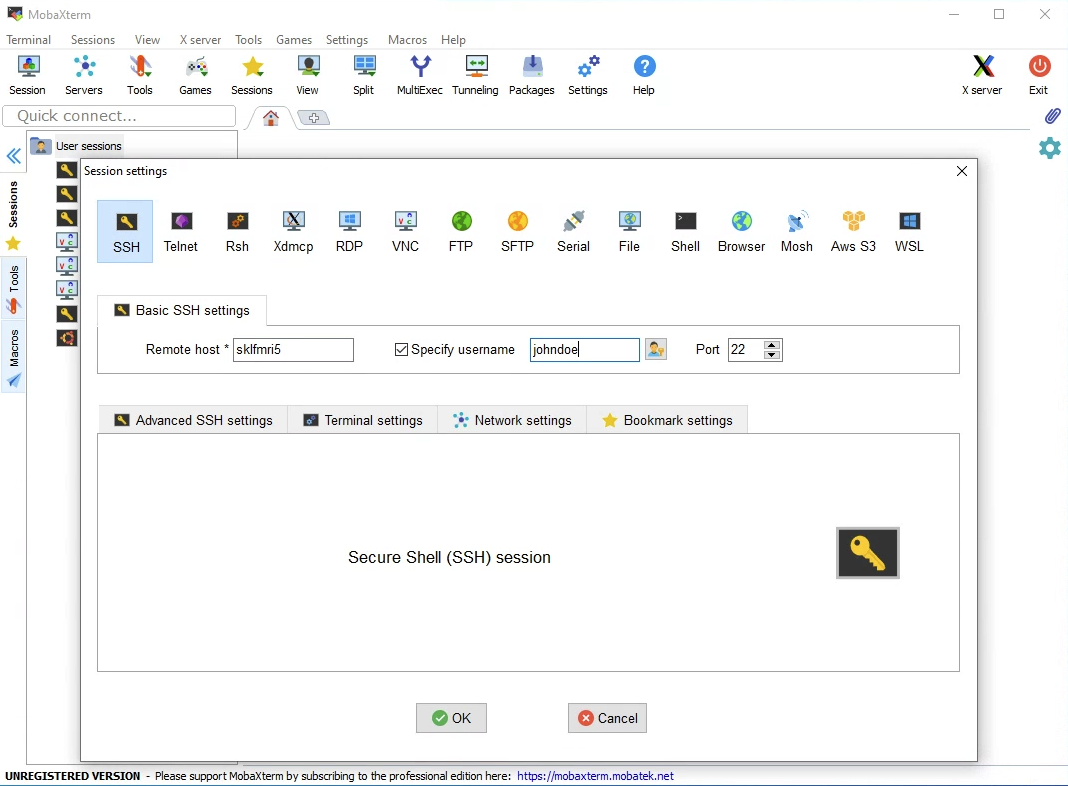 MobaXterm
Terminal Sessions View X server Tools Games Settings Macros Help
Session Servers Tools Games Sessions View Split MultiExec Tunneling Packages Settings Help X server Exit
Quick connect...
User sessions
Sessions
Tools
Macros
Session settings
SSH Telnet Rsh Xdmcp RDP VNC FTP SFTP Serial File Shell Browser Mosh Aws S3 WSL
Basic SSH settings
Remote host * sklfmri5 Specify username johndoe Port 22
Advanced SSH settings Terminal settings Network settings Bookmark settings
Secure Shell (SSH) session
OK Cancel
UNREGISTERED VERSION - Please support MobaXterm by subscribing to the professional edition here: https://mobaxterm.mobatek.net